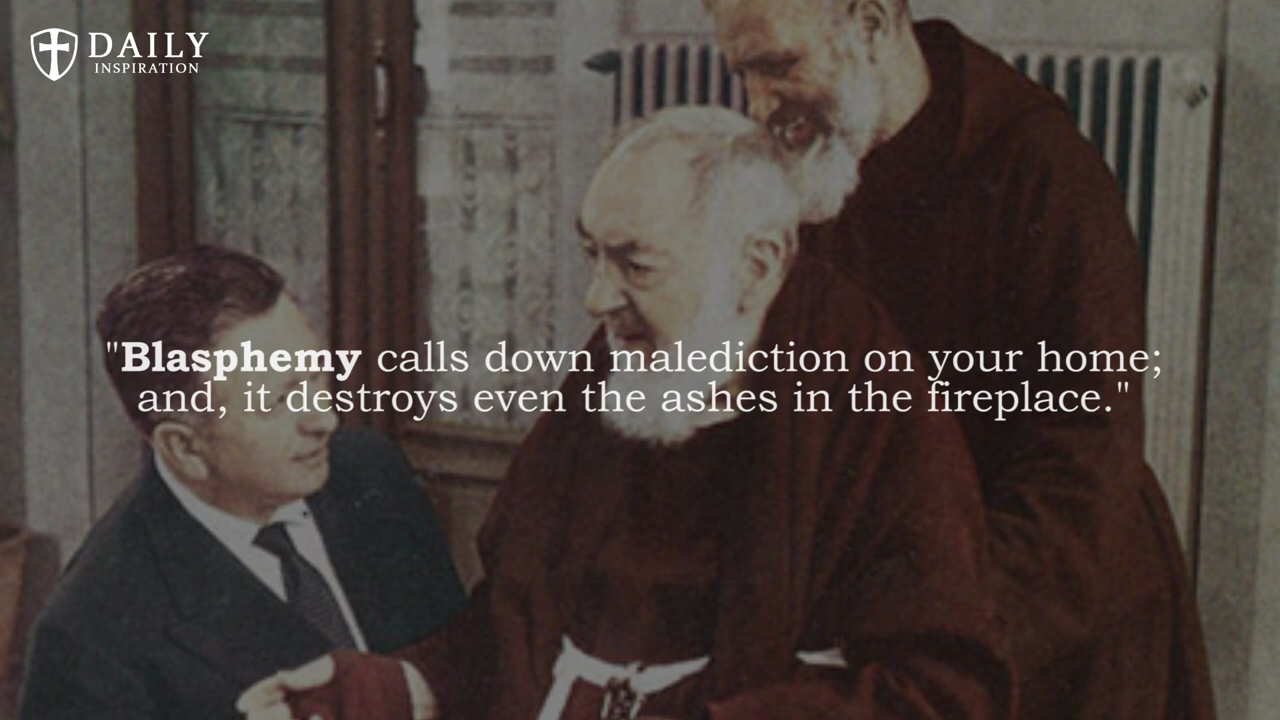 DAILY
INSPIRATION
"Blasphemy calls down malediction on your home;
and, it destroys even the ashes in the fireplace."